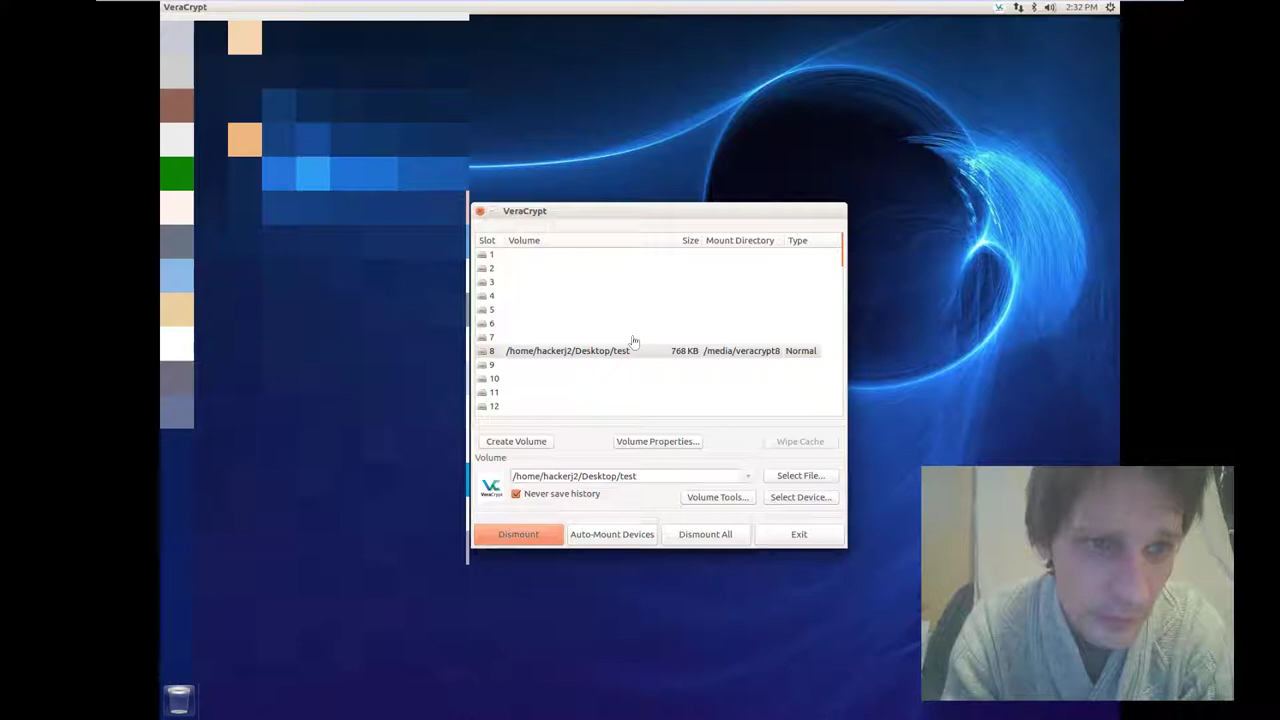 VeraCrypt
2:32 PM
VeraCrypt
Slot Volume Size Mount Directory Type
1
2
3
4
5
6
7
8 /home/hackerj2/Desktop/test 768 KB /media/veracrypt8 Normal
9
10
11
12
Create Volume Volume Properties... Wipe Cache
Volume
/home/hackerj2/Desktop/test Select File...
VeraCrypt Never save history Volume Tools... Select Device...
Dismount Auto-Mount Devices Dismount All Exit